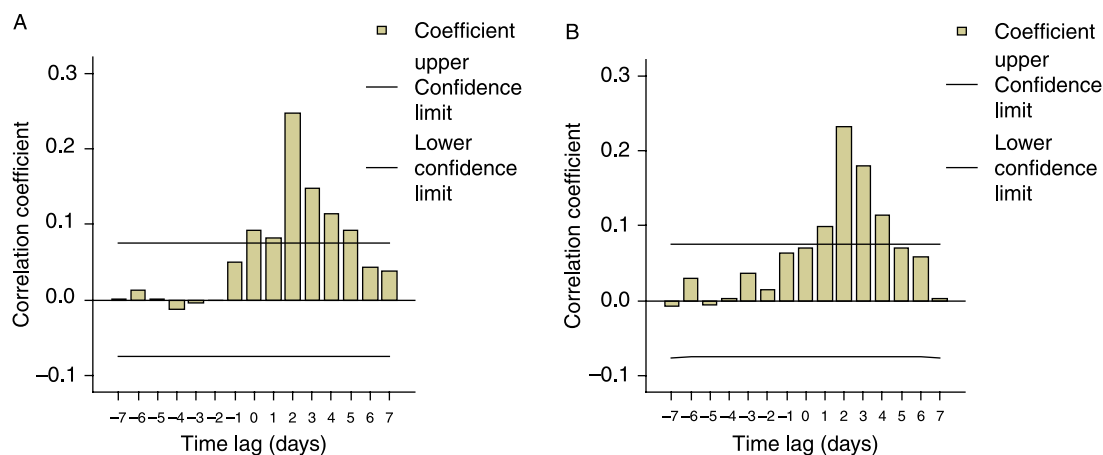 A
Coefficient
upper
Confidence
limit
Lower
confidence
limit
0.3
0.2
0.1
0.0
–0.1
Correlation coefficient
–7 –6 –5 –4 –3 –2 –1 0 1 2 3 4 5 6 7
Time lag (days)
B
Coefficient
upper
Confidence
limit
Lower
confidence
limit
0.3
0.2
0.1
0.0
–0.1
Correlation coefficient
–7 –6 –5 –4 –3 –2 –1 0 1 2 3 4 5 6 7
Time lag (days)